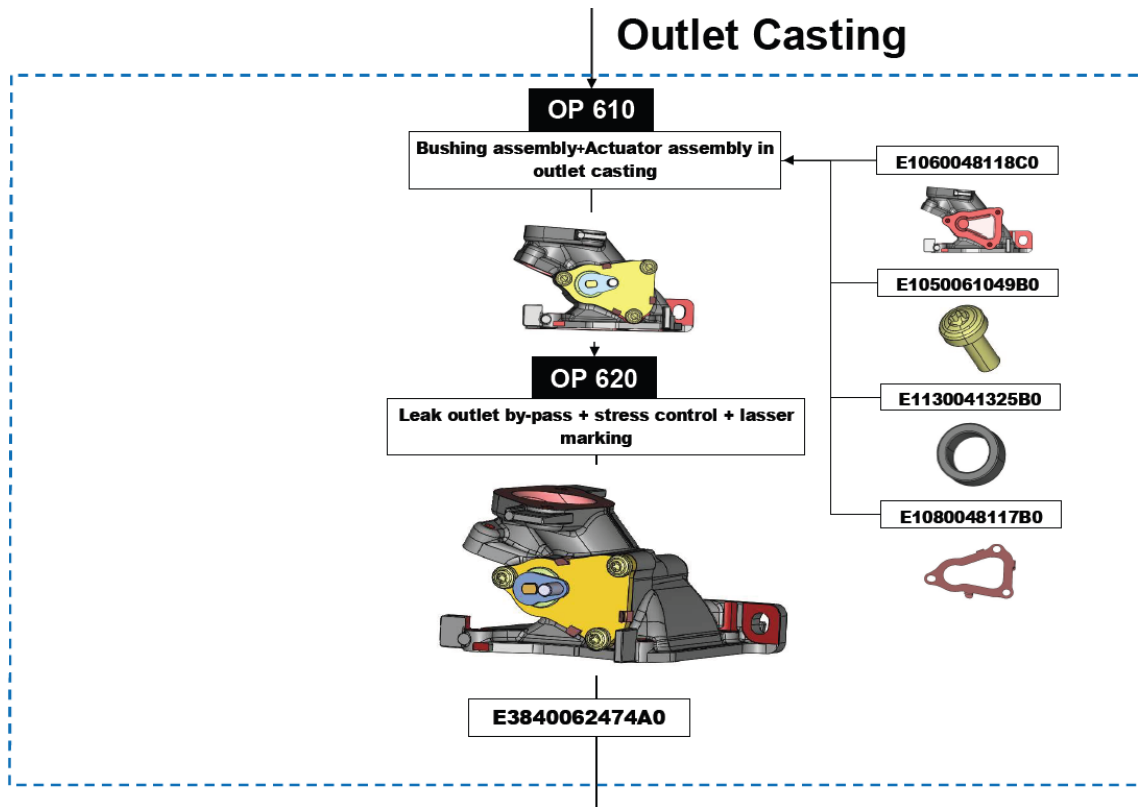 Outlet Casting
OP 610
Bushing assembly+Actuator assembly in
outlet casting
E1060048118C0
E1050061049B0
E1130041325B0
E1080048117B0
OP 620
Leak outlet by-pass + stress control + lasser
marking
E3840062474A0